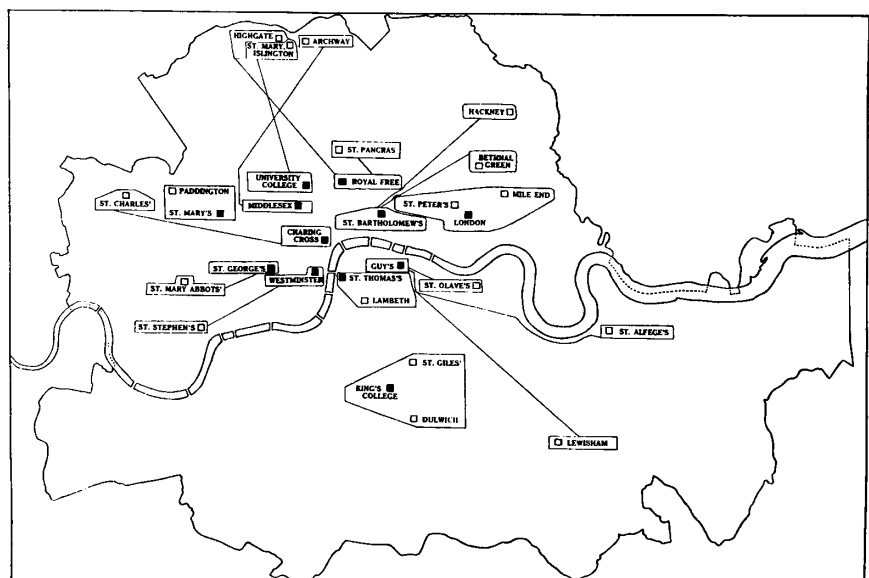 HIGHGATE
ST. MARY,
ISLINGTON
ARCHWAY
HACKNEY
ST. PANCRAS
BETHNAL
GREEN
UNIVERSITY
COLLEGE
ROYAL FREE
MILE END
PADDINGTON
ST. CHARLES'
ST. MARY'S
MIDDLESEX
ST. PETER'S
ST. BARTHOLOMEW'S
LONDON
CHARING
CROSS
ST. GEORGE'S
WESTMINSTER
GUY'S
ST. THOMAS'S
ST. OLAVE'S
ST. MARY ABBOTS'
LAMBETH
ST. STEPHEN'S
ST. ALFEGE'S
ST. GILES'
KING'S
COLLEGE
DULWICH
LEWISHAM